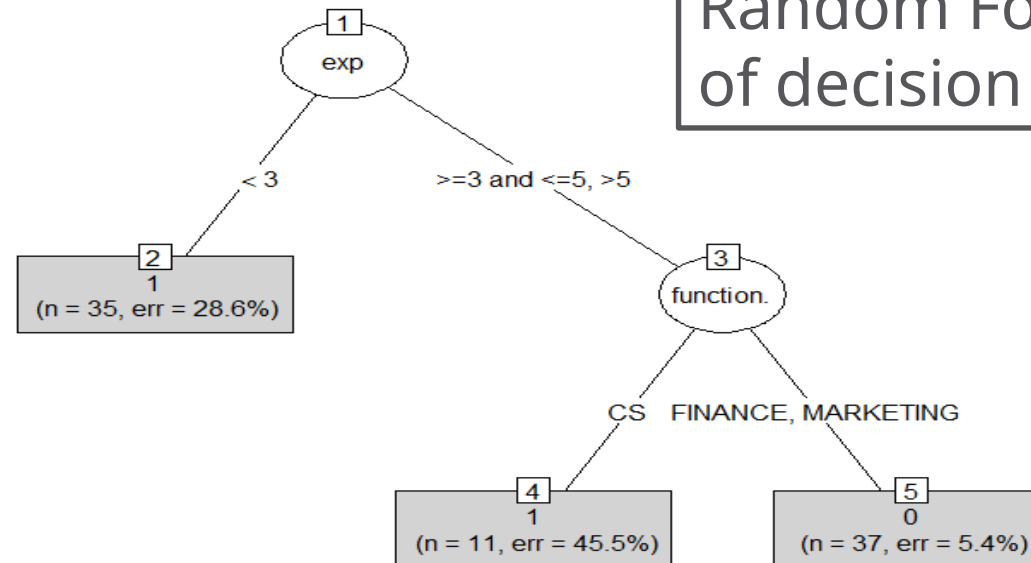 Random Fo
of decision
1
exp
< 3
>=3 and <=5, >5
2
1
(n = 35, err = 28.6%)
3
function.
CS
FINANCE, MARKETING
4
1
(n = 11, err = 45.5%)
5
0
(n = 37, err = 5.4%)